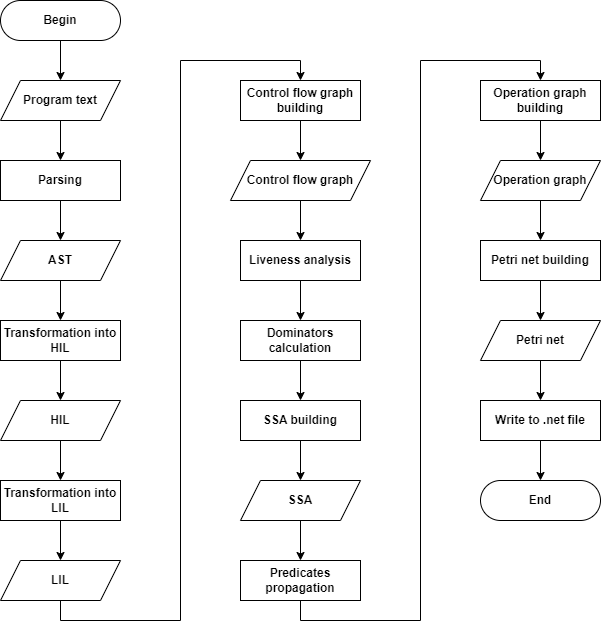 Begin
Program text
Parsing
AST
Transformation into
HIL
HIL
Transformation into
LIL
LIL
Control flow graph
building
Control flow graph
Liveness analysis
Dominators
calculation
SSA building
SSA
Predicates
propagation
Operation graph
building
Operation graph
Petri net building
Petri net
Write to .net file
End